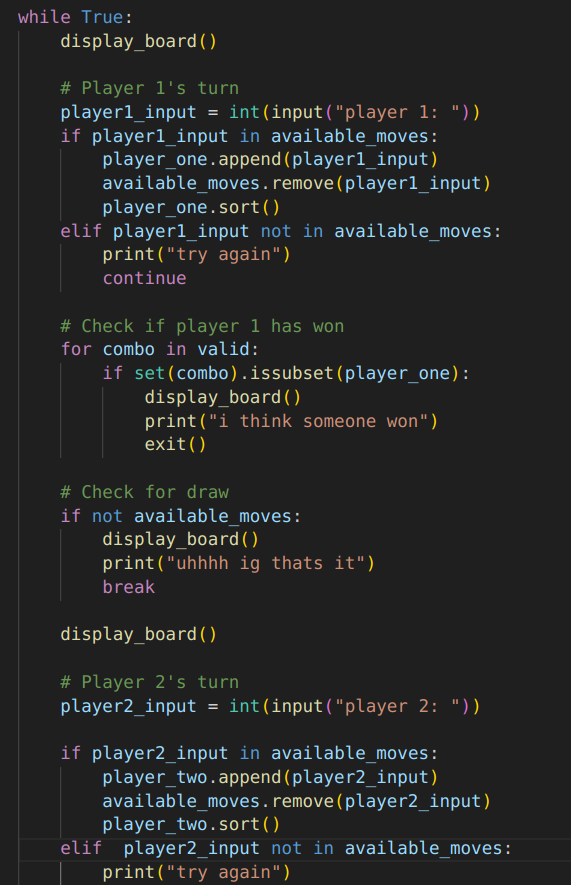 while True:
    display_board()

    # Player 1's turn
    player1_input = int(input("player 1: "))
    if player1_input in available_moves:
        player_one.append(player1_input)
        available_moves.remove(player1_input)
        player_one.sort()
    elif player1_input not in available_moves:
        print("try again")
        continue

    # Check if player 1 has won
    for combo in valid:
        if set(combo).issubset(player_one):
            display_board()
            print("i think someone won")
            exit()

    # Check for draw
    if not available_moves:
        display_board()
        print("uhhhh ig thats it")
        break

    display_board()

    # Player 2's turn
    player2_input = int(input("player 2: "))

    if player2_input in available_moves:
        player_two.append(player2_input)
        available_moves.remove(player2_input)
        player_two.sort()
    elif  player2_input not in available_moves:
        print("try again")